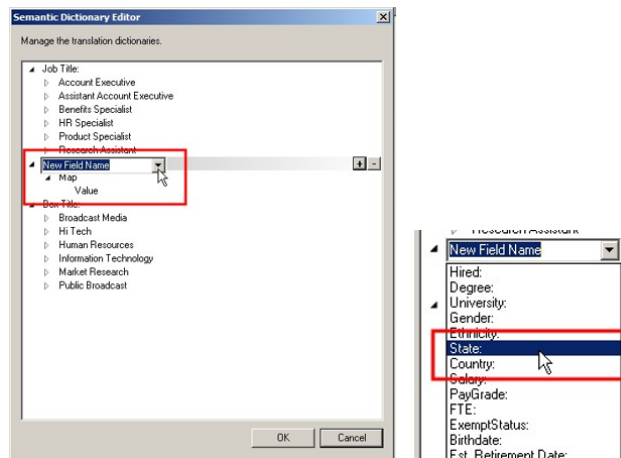 Semantic Dictionary Editor
Manage the translation dictionaries.
Job Title:
Account Executive
Assistant Account Executive
Benefits Specialist
HR Specialist
Product Specialist
Research Assistant
New Field Name
Map
Value
Box Title:
Broadcast Media
Hi Tech
Human Resources
Information Technology
Market Research
Public Broadcast
OK Cancel
Research Assistant
New Field Name
Hired:
Degree:
University:
Gender:
Ethnicity:
State:
Country:
Salary:
PayGrade:
FTE:
ExemptStatus:
Birthdate:
Est. Retirement Date: